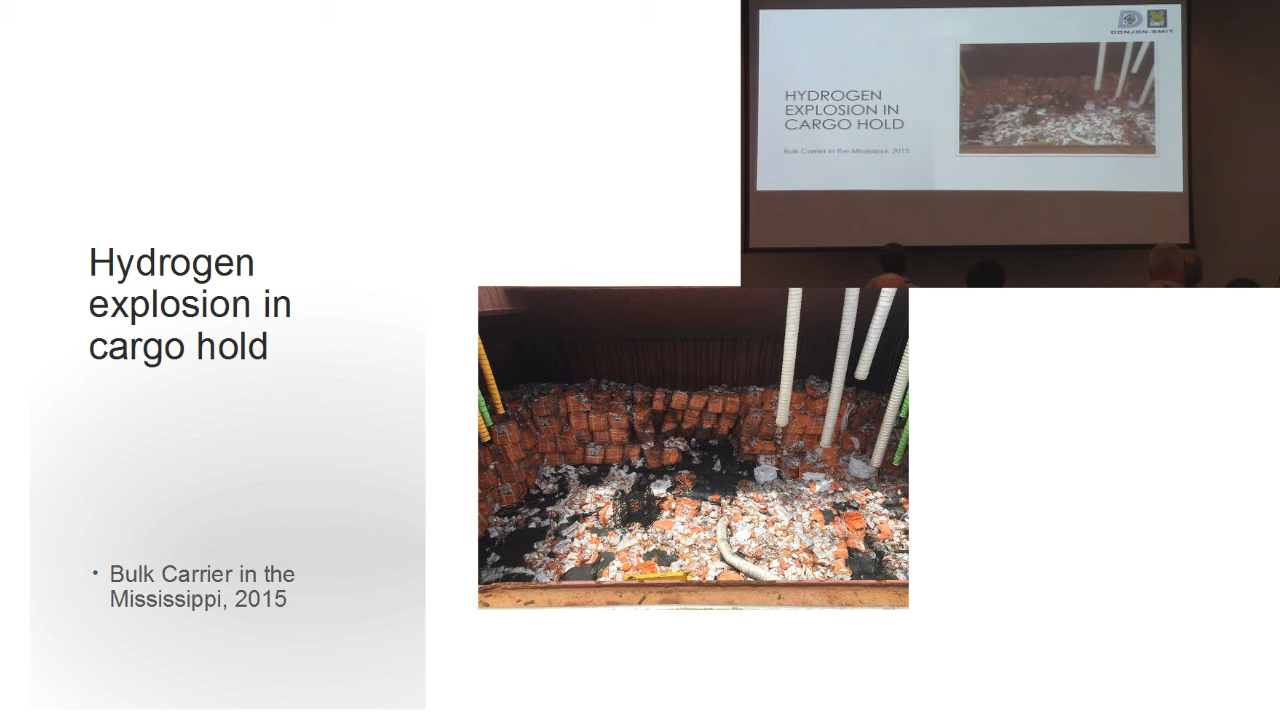 Hydrogen
explosion in
cargo hold
• Bulk Carrier in the
Mississippi, 2015
DONJON-SMIT
HYDROGEN
EXPLOSION IN
CARGO HOLD
Bulk Carrier in the Mississippi, 2015